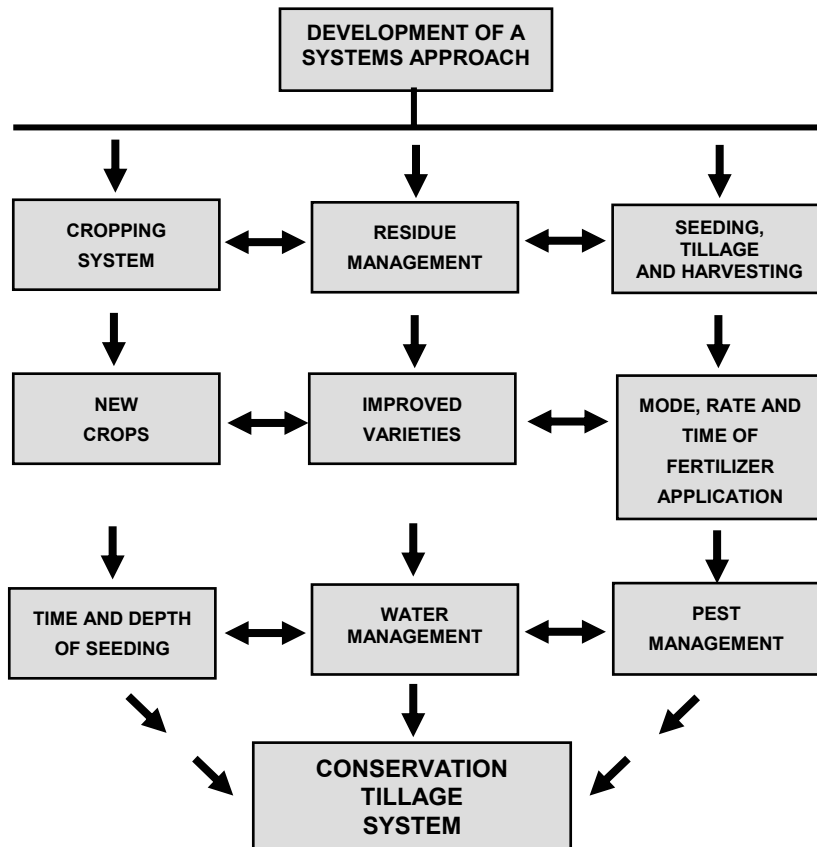 DEVELOPMENT OF A
SYSTEMS APPROACH
CROPPING
SYSTEM
RESIDUE
MANAGEMENT
SEEDING,
TILLAGE
AND HARVESTING
NEW
CROPS
IMPROVED
VARIETIES
MODE, RATE AND
TIME OF
FERTILIZER
APPLICATION
TIME AND DEPTH
OF SEEDING
WATER
MANAGEMENT
PEST
MANAGEMENT
CONSERVATION
TILLAGE
SYSTEM